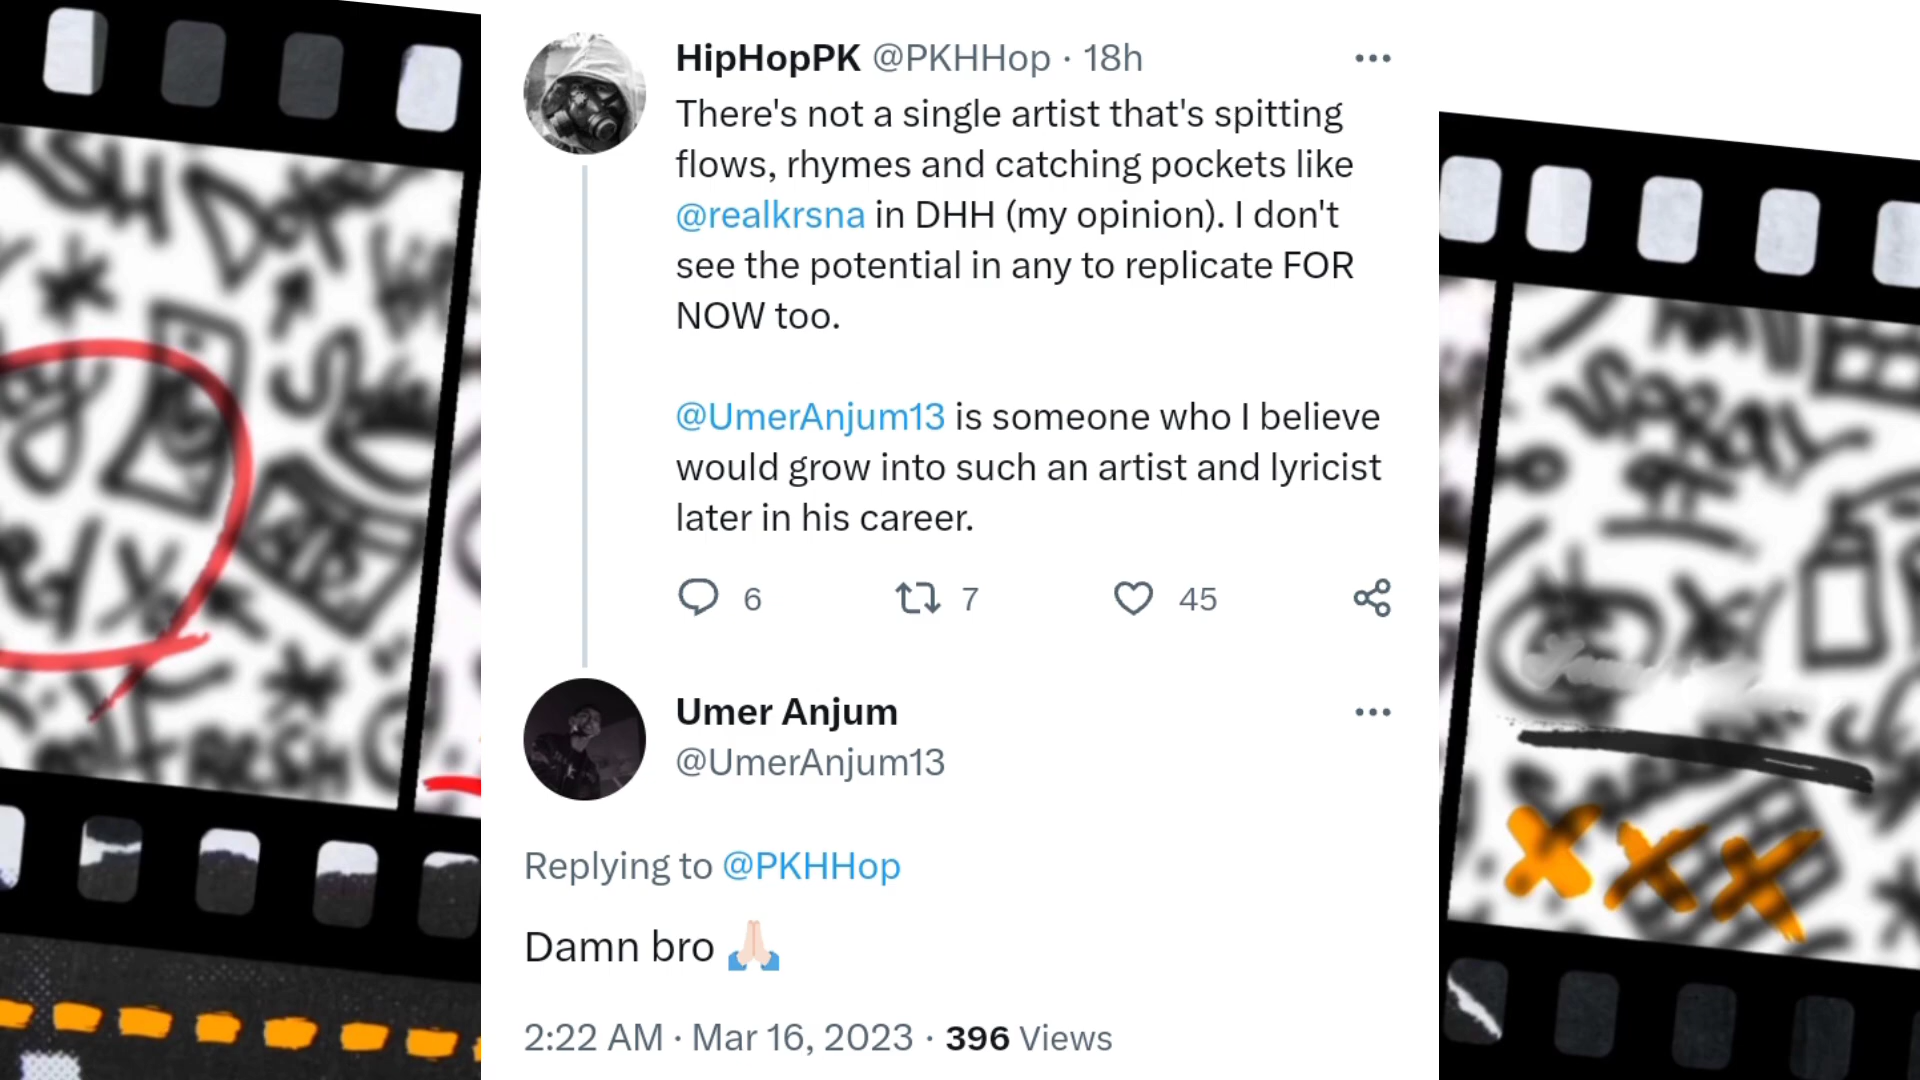 HipHopPK @PKHHop · 18h
There's not a single artist that's spitting
flows, rhymes and catching pockets like
@realkrsna in DHH (my opinion). I don't
see the potential in any to replicate FOR
NOW too.
@UmerAnjum13 is someone who I believe
would grow into such an artist and lyricist
later in his career.
6 7 45
Umer Anjum
@UmerAnjum13
Replying to @PKHHop
Damn bro 🙏🏻
2:22 AM · Mar 16, 2023 · 396 Views
SPRAY